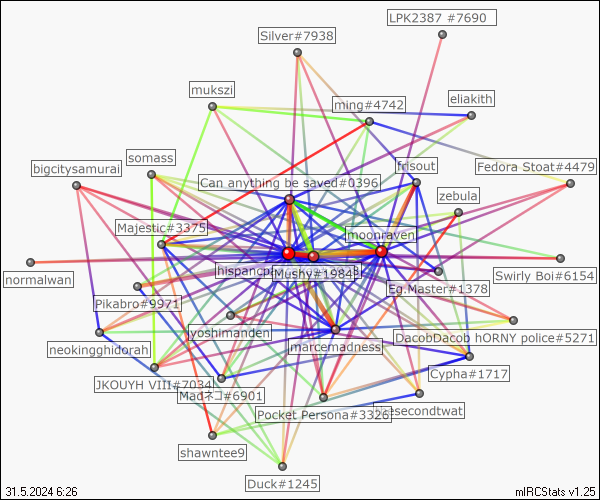 LPK2387 #7690
Silver#7938
mukszi
ming#4742
eliakith
somass
frisout
Fedora Stoat#4479
bigcitysamurai
Can anything be saved#0396
zebula
Majestic#3375
moonraven
normalwan
Mushy#1984
Swirly Boi#6154
Pikabro#9971
Eg.Master#1378
yoshimanden
DacobDacob hORNY police#5271
neokingghidorah
marcemadness
Cypha#1717
JKOUYH VIII#7034
Madネコ#6901
Pocket Persona#3326
shawntee9
Duck#1245
31.5.2024 6:26
mIRCStats v1.25